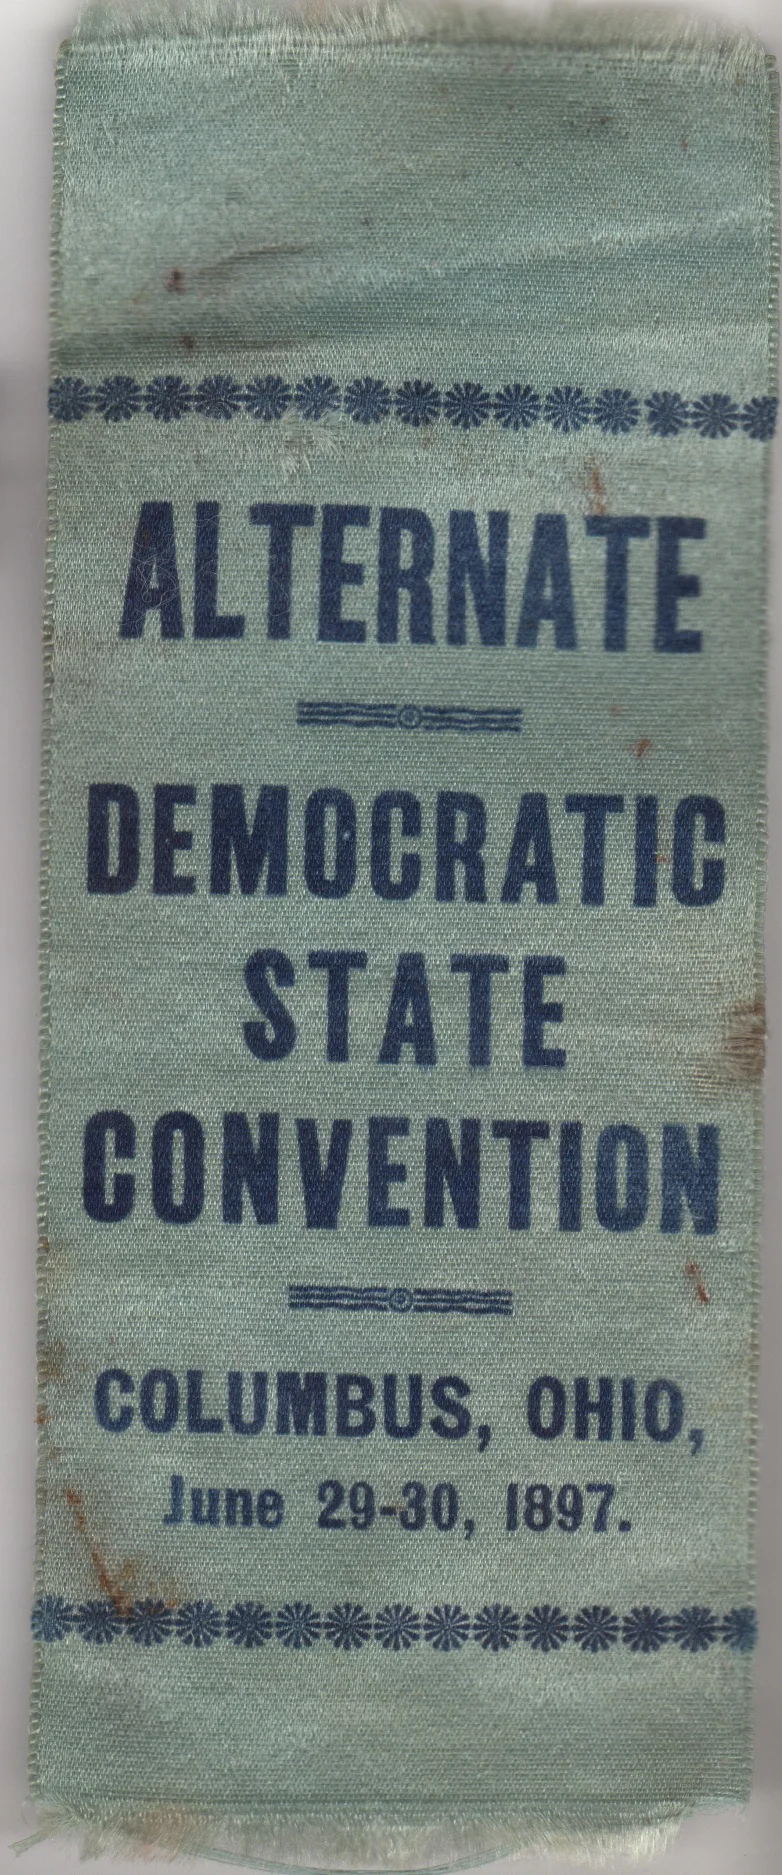 ALTERNATE
DEMOCRATIC
STATE
CONVENTION
COLUMBUS, OHIO,
June 29-30, 1897.